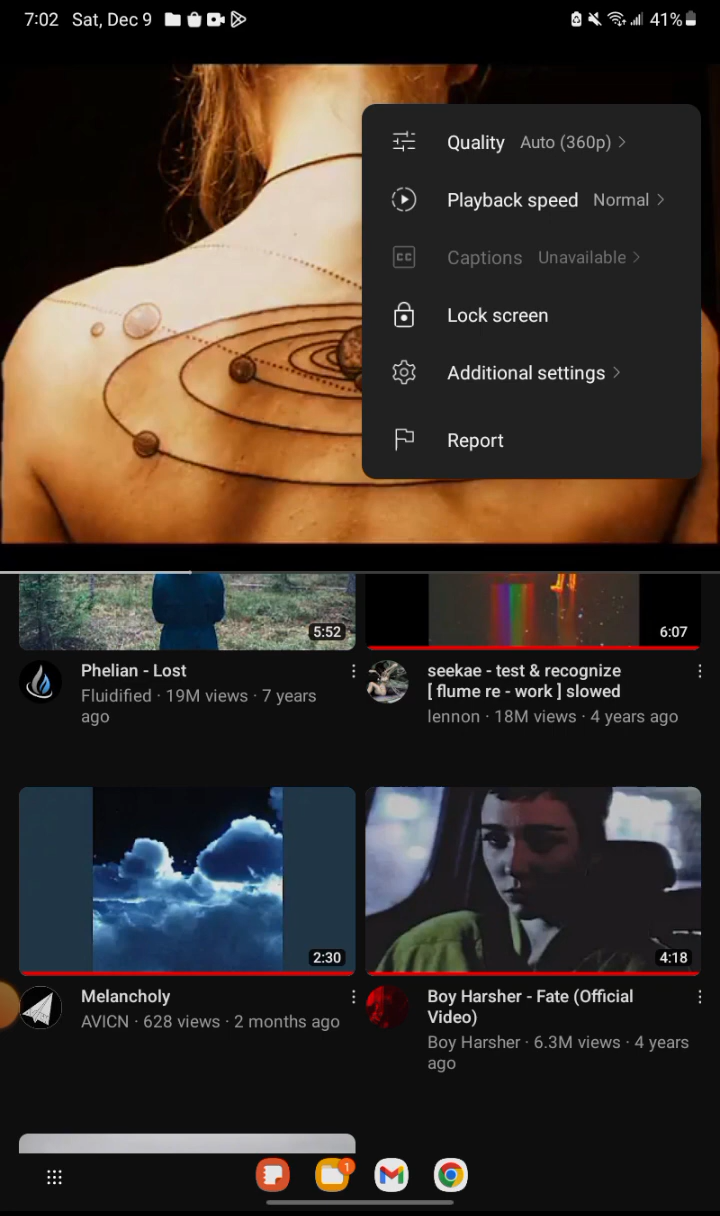 7:02 Sat, Dec 9 41%
Quality Auto (360p)
Playback speed Normal
CC Captions Unavailable
Lock screen
Additional settings
Report
5:52
6:07
Phelian - Lost
Fluidified · 19M views · 7 years
ago
seekae - test & recognize
[ flume re - work ] slowed
lennon · 18M views · 4 years ago
2:30
4:18
Melancholy
AVICN · 628 views · 2 months ago
Boy Harsher - Fate (Official
Video)
Boy Harsher · 6.3M views · 4 years
ago
1